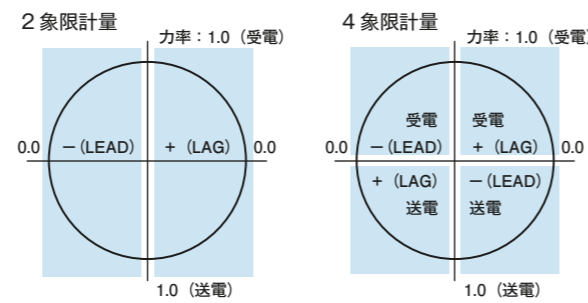 2象限計量
力率：1.0（受電）
0.0 －(LEAD) ＋（LAG） 0.0
1.0（送電）
4象限計量
力率：1.0（受電）
受電 受電
0.0 －(LEAD) ＋（LAG） 0.0
＋（LAG） －(LEAD)
送電 送電
1.0（送電）